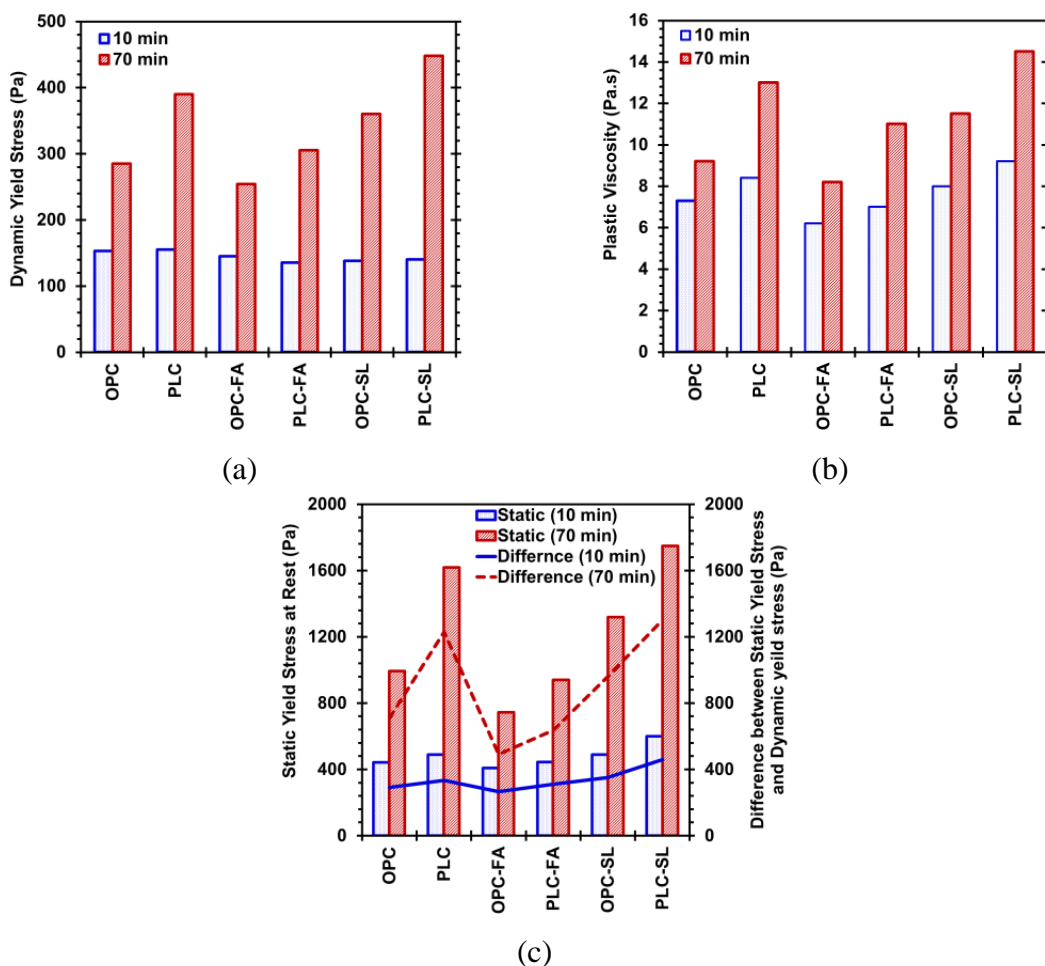 500
400
300
200
100
0
Dynamic Yield Stress (Pa)
10 min
70 min
OPC
PLC
OPC-FA
PLC-FA
OPC-SL
PLC-SL
(a)
16
14
12
10
8
6
4
2
0
Plastic Viscosity (Pa.s)
10 min
70 min
OPC
PLC
OPC-FA
PLC-FA
OPC-SL
PLC-SL
(b)
2000
1600
1200
800
400
0
Static Yield Stress at Rest (Pa)
Static (10 min)
Static (70 min)
Differnce (10 min)
Difference (70 min)
2000
1600
1200
800
400
0
Difference between Static Yield Stress
and Dynamic yeild stress (Pa)
OPC
PLC
OPC-FA
PLC-FA
OPC-SL
PLC-SL
(c)